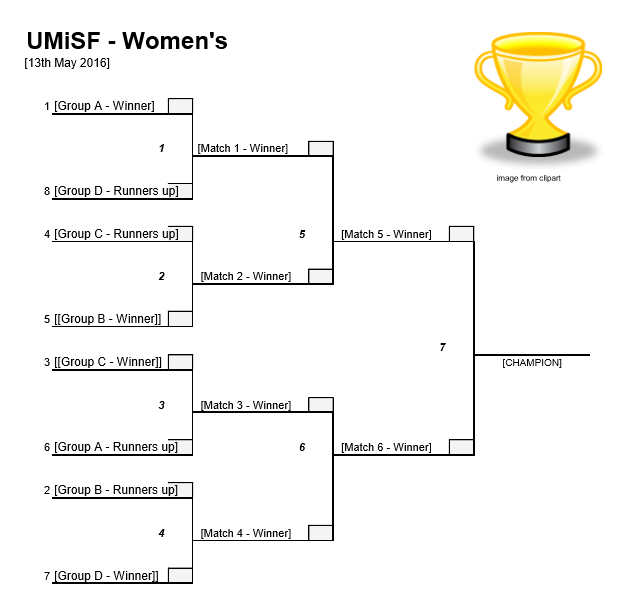 UMiSF - Women's
[13th May 2016]
image from clipart
1 [Group A - Winner]
1
[Match 1 - Winner]
8 [Group D - Runners up]
4 [Group C - Runners up]
5
[Match 5 - Winner]
2
[Match 2 - Winner]
5 [[Group B - Winner]]
7
3 [[Group C - Winner]]
[CHAMPION]
3
[Match 3 - Winner]
6 [Group A - Runners up]
6
[Match 6 - Winner]
2 [Group B - Runners up]
4
[Match 4 - Winner]
7 [Group D - Winner]]